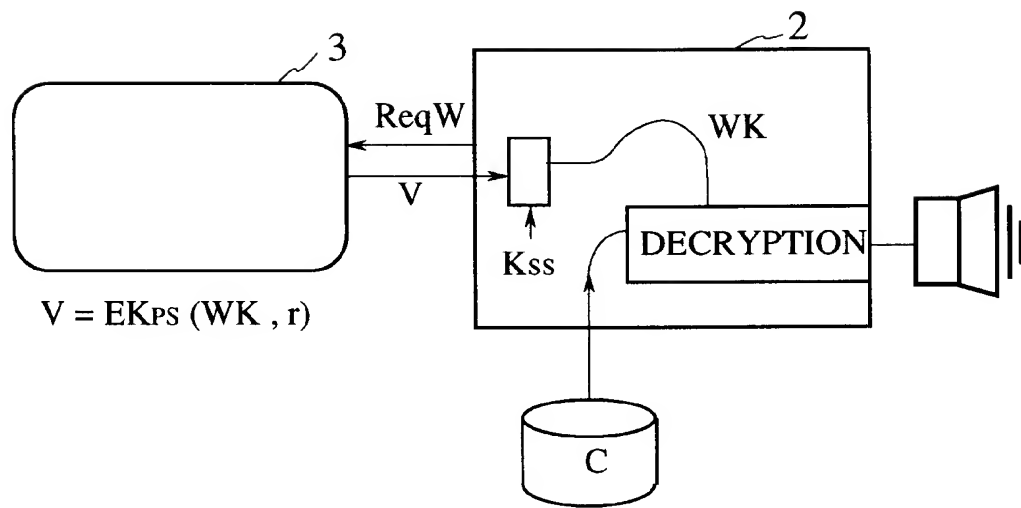 3
2
ReqW
WK
V
Kss
DECRYPTION
V = EKPS (WK , r)
C